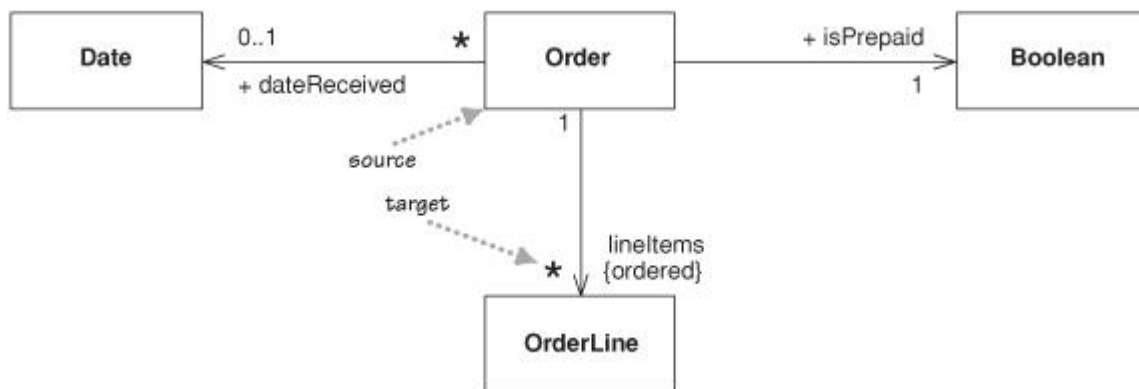 0..1
*
+ isPrepaid
Date
Order
Boolean
+ dateReceived
1
1
source
target
lineItems
*
{ordered}
OrderLine